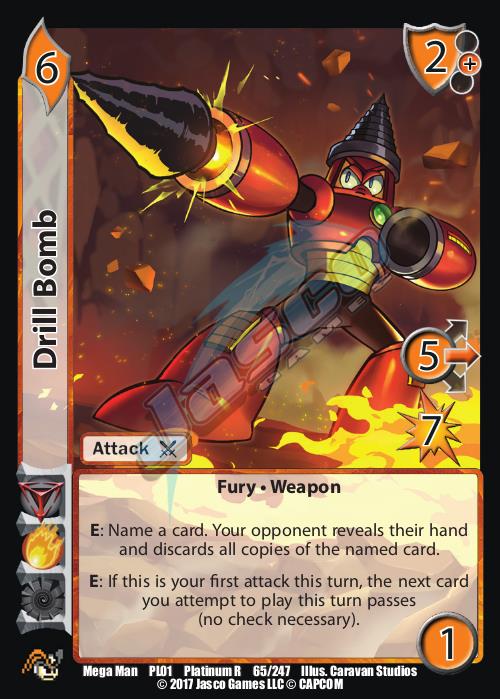 6
2
+
Drill Bomb
5
7
Attack
Jasco
GAMES
Fury • Weapon
E: Name a card. Your opponent reveals their hand
and discards all copies of the named card.
E: If this is your first attack this turn, the next card
you attempt to play this turn passes
(no check necessary).
1
Mega Man PL01 Platinum R 65/247 Illus. Caravan Studios
© 2017 Jasco Games LLC © CAPCOM